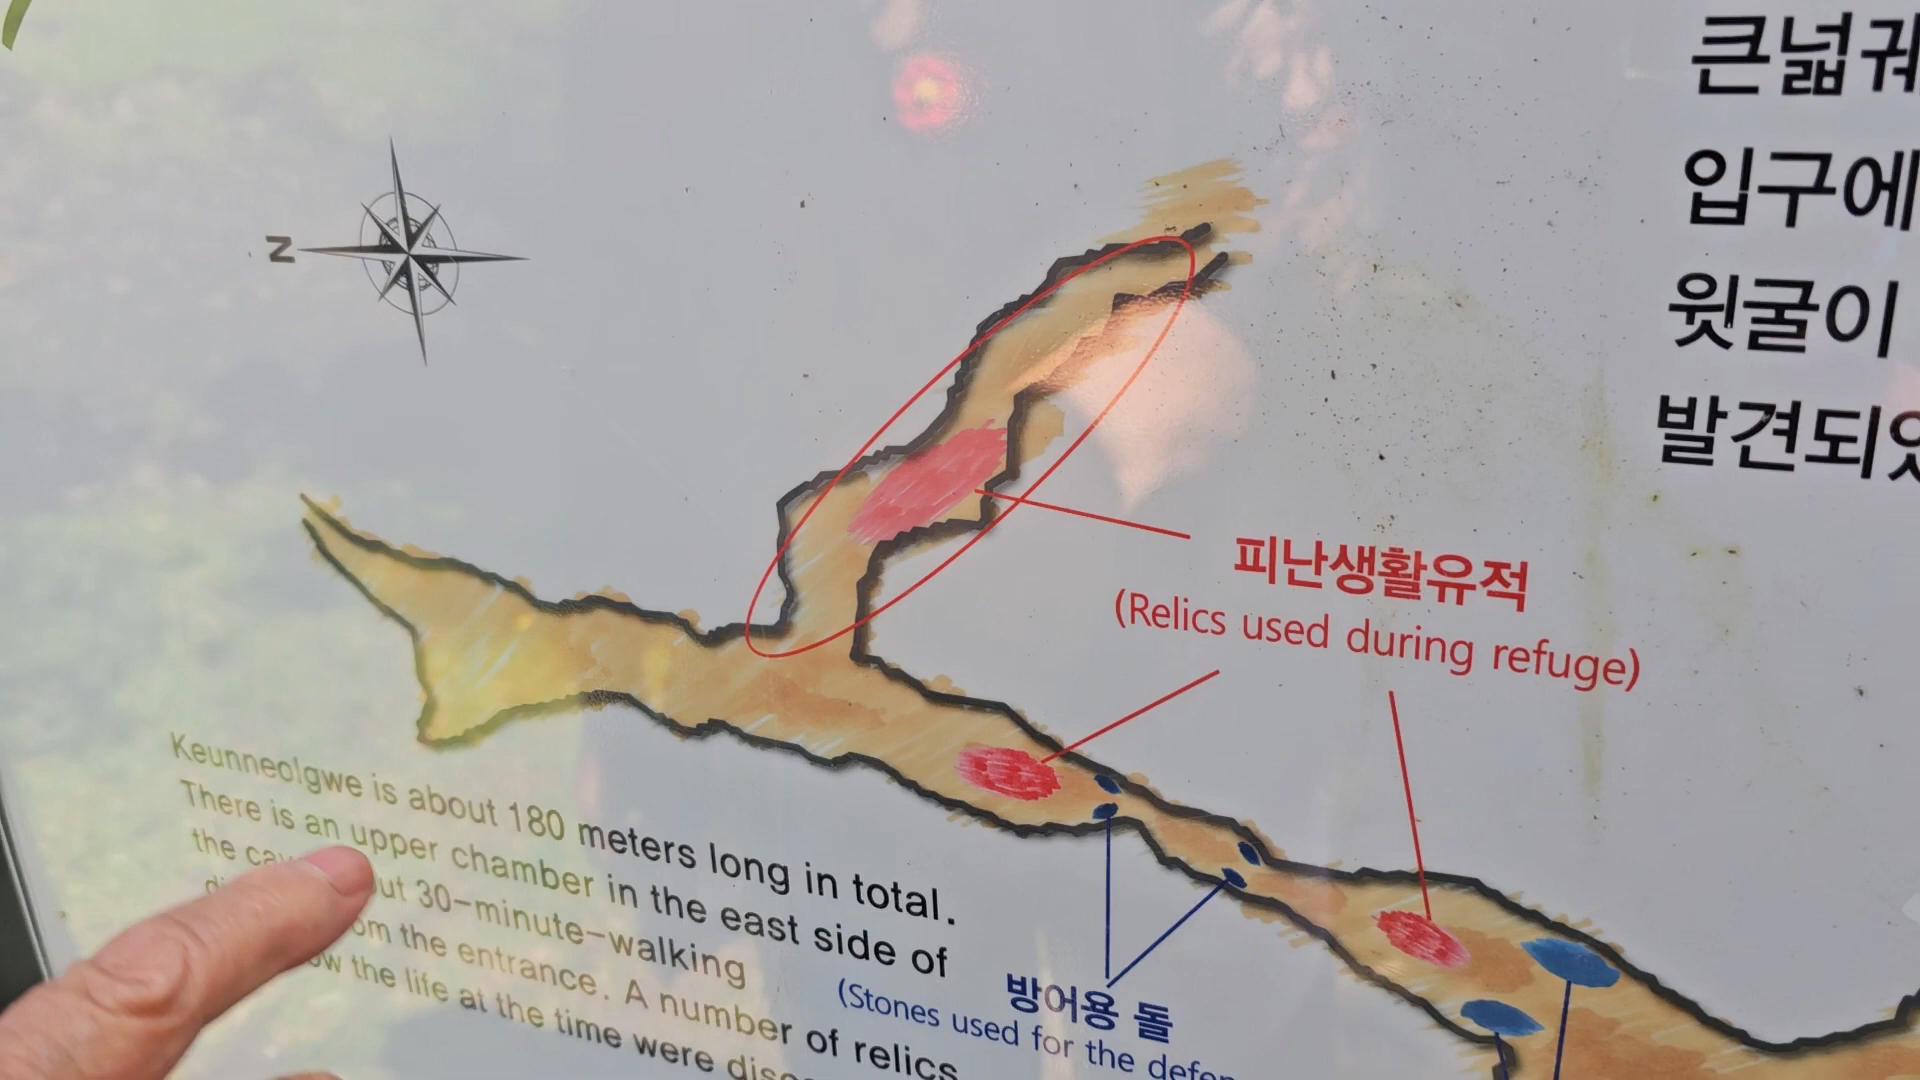 큰넓궤
입구에
윗굴이
발견되었
N
피난생활유적
(Relics used during refuge)
Keunneolgwe is about 180 meters long in total.
There is an upper chamber in the east side of
the 30-minute-walking
from the entrance. A number of relics
the life at the time were
방어용 돌
(Stones used for the